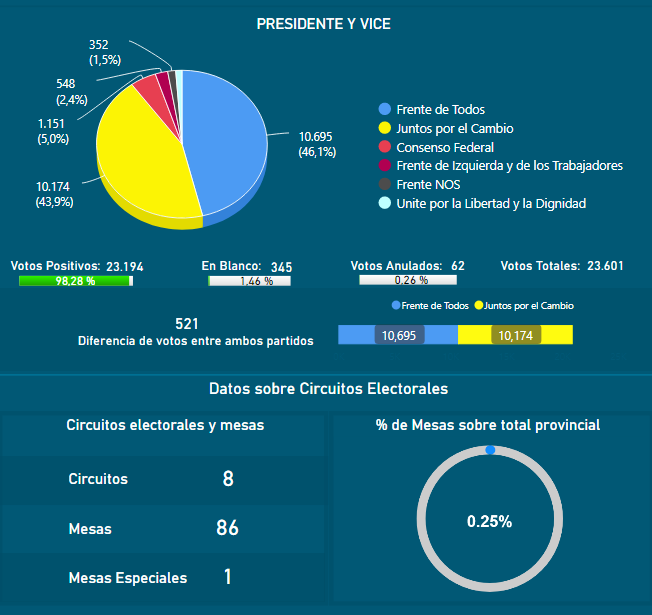 PRESIDENTE Y VICE
352
(1,5%)
548
(2,4%)
1.151
(5,0%)
10.174
(43,9%)
10.695
(46,1%)
Frente de Todos
Juntos por el Cambio
Consenso Federal
Frente de Izquierda y de los Trabajadores
Frente NOS
Unite por la Libertad y la Dignidad
Votos Positivos: 23.194
98,28 %
En Blanco: 345
1,46 %
Votos Anulados: 62
0.26 %
Votos Totales: 23.601
521
Diferencia de votos entre ambos partidos
Frente de Todos Juntos por el Cambio
10,695 10,174
Datos sobre Circuitos Electorales
Circuitos electorales y mesas
Circuitos 8
Mesas 86
Mesas Especiales 1
% de Mesas sobre total provincial
0.25%